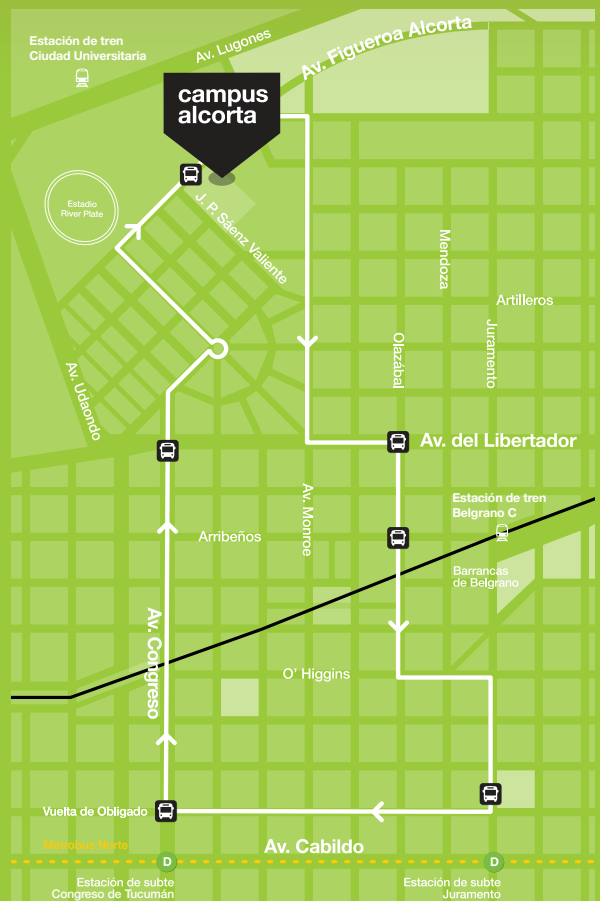 Estación de tren
Ciudad Universitaria
Av. Lugones
Av. Figueroa Alcorta
campus
alcorta
Estadio
River Plate
J. P. Sáenz Valiente
Mendoza
Artilleros
Juramento
Olazábal
Av. Udaondo
Av. del Libertador
Av. Monroe
Estación de tren
Belgrano C
Arribeños
Barrancas
de Belgrano
Av. Congreso
O' Higgins
Vuelta de Obligado
Metrobus Norte
Av. Cabildo
D
D
Estación de subte
Congreso de Tucumán
Estación de subte
Juramento